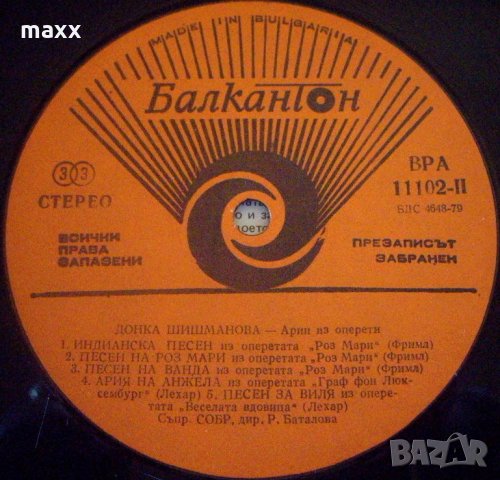 maxx
MADE IN BULGARIA
Балкантон
33
СТЕРЕО
ВРА
11102-II
БДС 4648-79
ВСИЧКИ
ПРАВА
ЗАПАЗЕНИ
ПРЕЗАПИСЪТ
ЗАБРАНЕН
ДОНКА ШИШМАНОВА — Арии из оперети
1. ИНДИАНСКА ПЕСЕН из оперетата „Роз Мари“ (Фримл)
2. ПЕСЕН НА РОЗ МАРИ из оперетата „Роз Мари“ (Фримл)
3. ПЕСЕН НА ВАНДА из оперетата „Роз Мари“ (Фримл)
4. АРИЯ НА АНЖЕЛА из оперетата „Граф фон Люк-
сембург“ (Лехар) 5. ПЕСЕН ЗА ВИЛЯ из опере-
тата „Веселата вдовица“ (Лехар)
Съпр. СОБР, дир. Р. Баталова
BAZAR